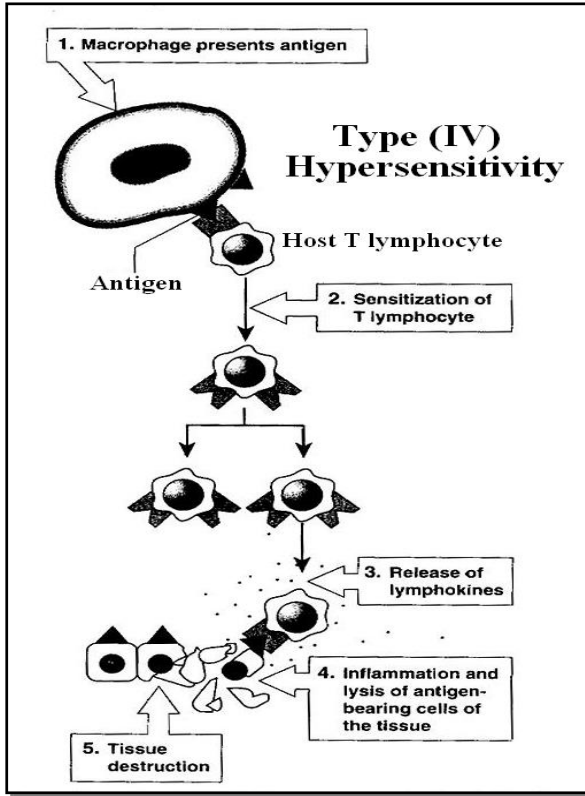 1. Macrophage presents antigen
Type (IV)
Hypersensitivity
Host T lymphocyte
Antigen
2. Sensitization of
T lymphocyte
3. Release of
lymphokines
4. Inflammation and
lysis of antigen-
bearing cells of
the tissue
5. Tissue
destruction